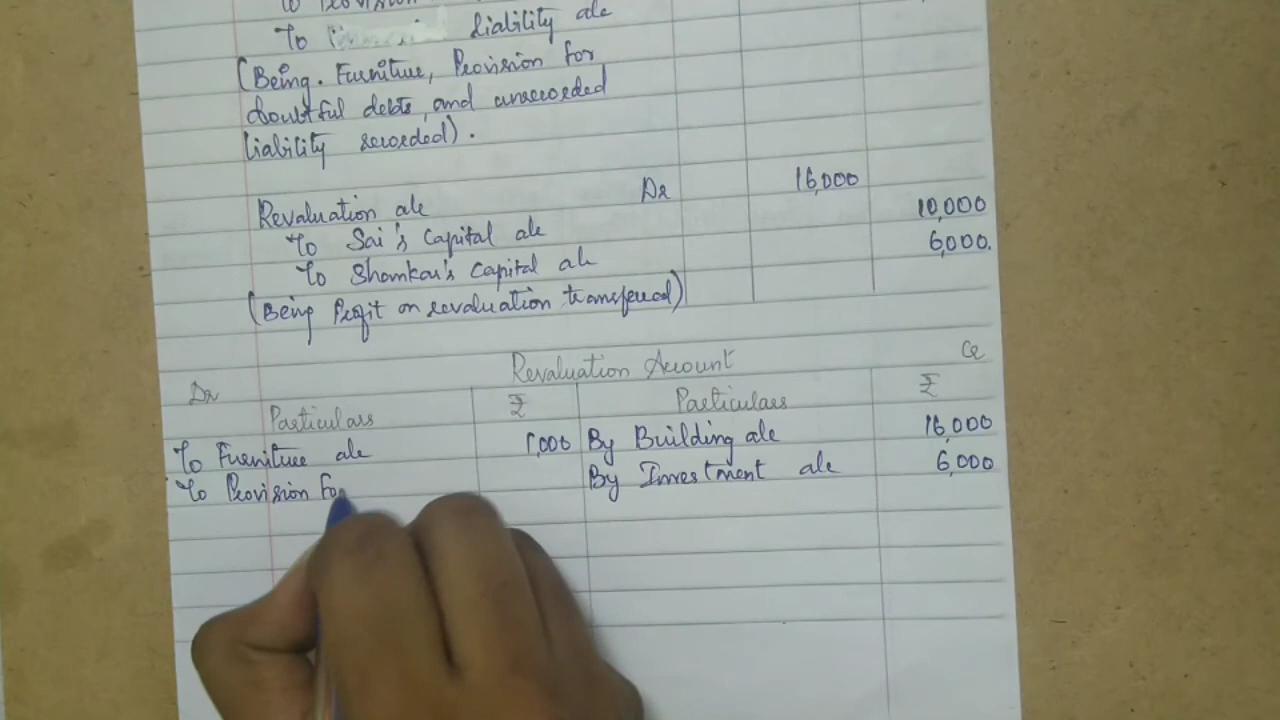 To Provision
To liability a/c
(Being. Furniture, Provision for
doubtful debts, and unrecorded
liability recorded).
Revaluation a/c Dr 16,000
To Sai's Capital a/c 10,000
To Shankar's Capital a/c 6,000.
(Being Profit on revaluation transferred)
Revaluation Account
Dr Cr
Particulars ₹ Particulars ₹
To Furniture a/c 1,000 By Building a/c 16,000
To Provision Fo By Investment a/c 6,000